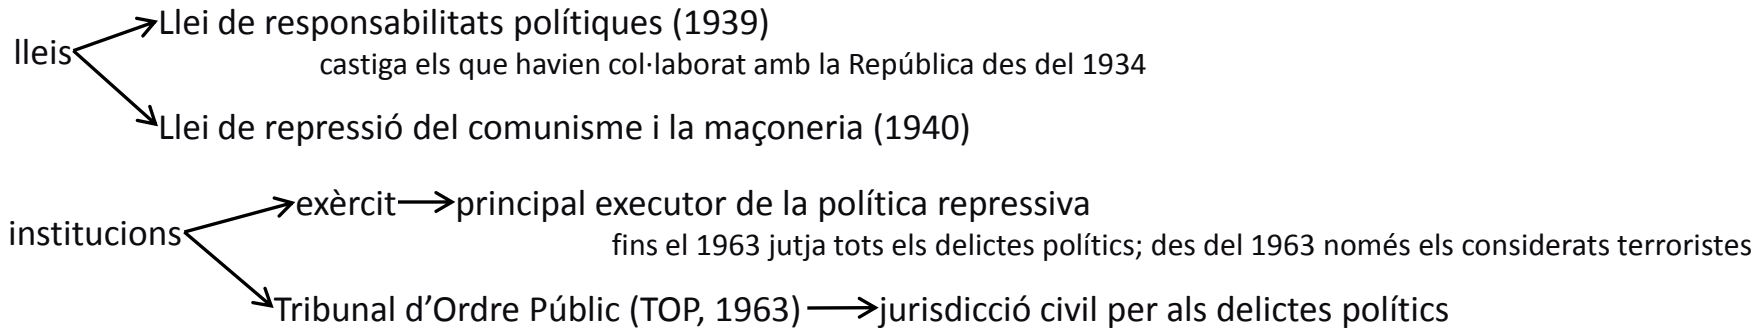 Llei de responsabilitats polítiques (1939)
lleis
castiga els que havien col·laborat amb la República des del 1934
Llei de repressió del comunisme i la maçoneria (1940)
exèrcit principal executor de la política repressiva
institucions
fins el 1963 jutja tots els delictes polítics; des del 1963 només els considerats terroristes
Tribunal d’Ordre Públic (TOP, 1963) jurisdicció civil per als delictes polítics